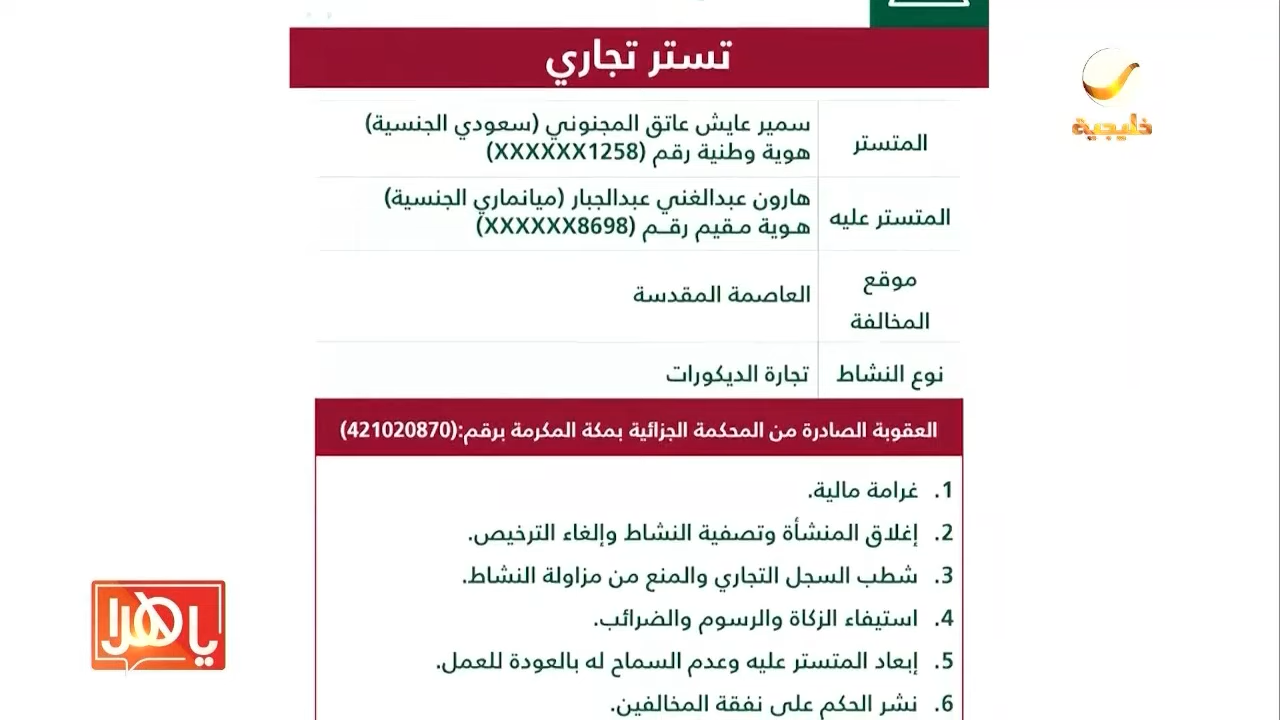 تستر تجاري
خليجية
المتستر
سمير عايش عاتق المجنوني (سعودي الجنسية)
هوية وطنية رقم (XXXXXX1258)
المتستر عليه
هارون عبدالغني عبدالجبار (ميانماري الجنسية)
هـوية مـقيم رقــم (XXXXXX8698)
موقع
المخالفة
العاصمة المقدسة
نوع النشاط
تجارة الديكورات
العقوبة الصادرة من المحكمة الجزائية بمكة المكرمة برقم:(421020870)
1. غرامة مالية.
2. إغلاق المنشأة وتصفية النشاط وإلغاء الترخيص.
3. شطب السجل التجاري والمنع من مزاولة النشاط.
4. استيفاء الزكاة والرسوم والضرائب.
5. إبعاد المتستر عليه وعدم السماح له بالعودة للعمل.
6. نشر الحكم على نفقة المخالفين.
ياهلا